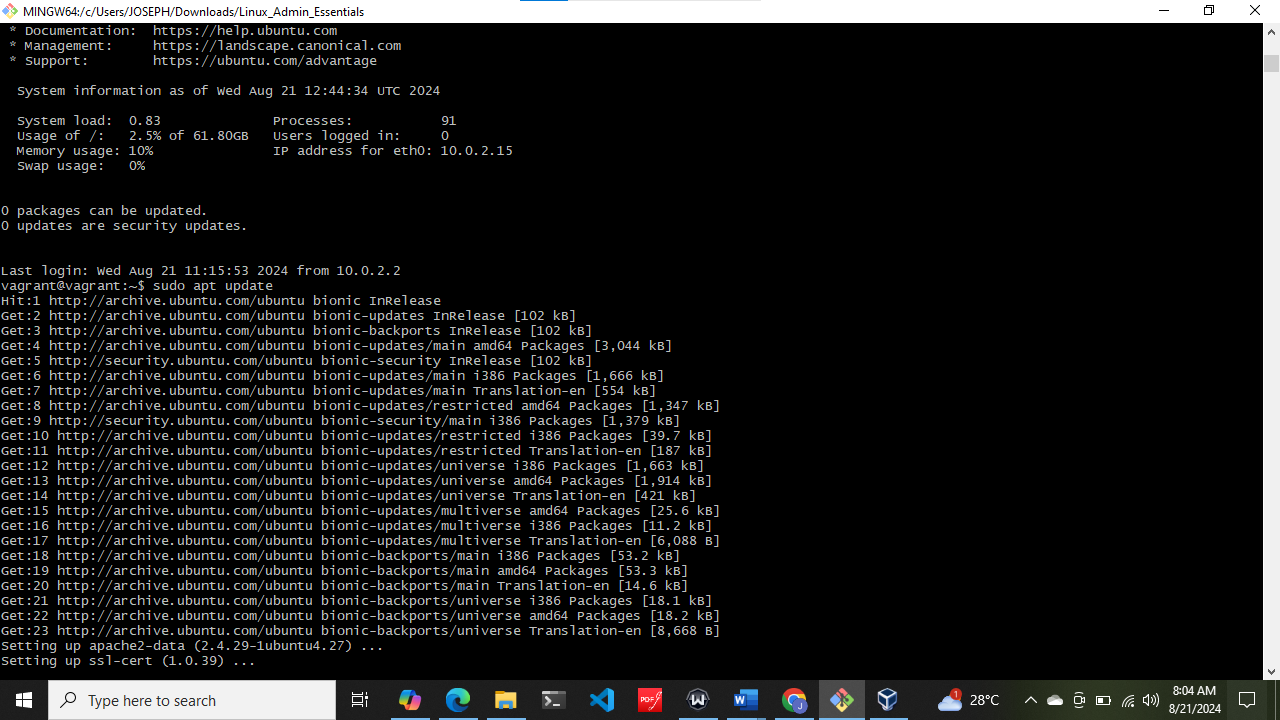 MINGW64:/c/Users/JOSEPH/Downloads/Linux_Admin_Essentials
* Documentation:  https://help.ubuntu.com
* Management:     https://landscape.canonical.com
* Support:        https://ubuntu.com/advantage
System information as of Wed Aug 21 12:44:34 UTC 2024
System load:  0.83              Processes:           91
Usage of /:   2.5% of 61.80GB   Users logged in:     0
Memory usage: 10%               IP address for eth0: 10.0.2.15
Swap usage:   0%
0 packages can be updated.
0 updates are security updates.
Last login: Wed Aug 21 11:15:53 2024 from 10.0.2.2
vagrant@vagrant:~$ sudo apt update
Hit:1 http://archive.ubuntu.com/ubuntu bionic InRelease
Get:2 http://archive.ubuntu.com/ubuntu bionic-updates InRelease [102 kB]
Get:3 http://archive.ubuntu.com/ubuntu bionic-backports InRelease [102 kB]
Get:4 http://archive.ubuntu.com/ubuntu bionic-updates/main amd64 Packages [3,044 kB]
Get:5 http://security.ubuntu.com/ubuntu bionic-security InRelease [102 kB]
Get:6 http://archive.ubuntu.com/ubuntu bionic-updates/main i386 Packages [1,666 kB]
Get:7 http://archive.ubuntu.com/ubuntu bionic-updates/main Translation-en [554 kB]
Get:8 http://archive.ubuntu.com/ubuntu bionic-updates/restricted amd64 Packages [1,347 kB]
Get:9 http://security.ubuntu.com/ubuntu bionic-security/main i386 Packages [1,379 kB]
Get:10 http://archive.ubuntu.com/ubuntu bionic-updates/restricted i386 Packages [39.7 kB]
Get:11 http://archive.ubuntu.com/ubuntu bionic-updates/restricted Translation-en [187 kB]
Get:12 http://archive.ubuntu.com/ubuntu bionic-updates/universe i386 Packages [1,663 kB]
Get:13 http://archive.ubuntu.com/ubuntu bionic-updates/universe amd64 Packages [1,914 kB]
Get:14 http://archive.ubuntu.com/ubuntu bionic-updates/universe Translation-en [421 kB]
Get:15 http://archive.ubuntu.com/ubuntu bionic-updates/multiverse amd64 Packages [25.6 kB]
Get:16 http://archive.ubuntu.com/ubuntu bionic-updates/multiverse i386 Packages [11.2 kB]
Get:17 http://archive.ubuntu.com/ubuntu bionic-updates/multiverse Translation-en [6,088 B]
Get:18 http://archive.ubuntu.com/ubuntu bionic-backports/main i386 Packages [53.2 kB]
Get:19 http://archive.ubuntu.com/ubuntu bionic-backports/main amd64 Packages [53.3 kB]
Get:20 http://archive.ubuntu.com/ubuntu bionic-backports/main Translation-en [14.6 kB]
Get:21 http://archive.ubuntu.com/ubuntu bionic-backports/universe i386 Packages [18.1 kB]
Get:22 http://archive.ubuntu.com/ubuntu bionic-backports/universe amd64 Packages [18.2 kB]
Get:23 http://archive.ubuntu.com/ubuntu bionic-backports/universe Translation-en [8,668 B]
Setting up apache2-data (2.4.29-1ubuntu4.27) ...
Setting up ssl-cert (1.0.39) ...
Type here to search
PDF
W
J
1
28°C
8:04 AM
8/21/2024